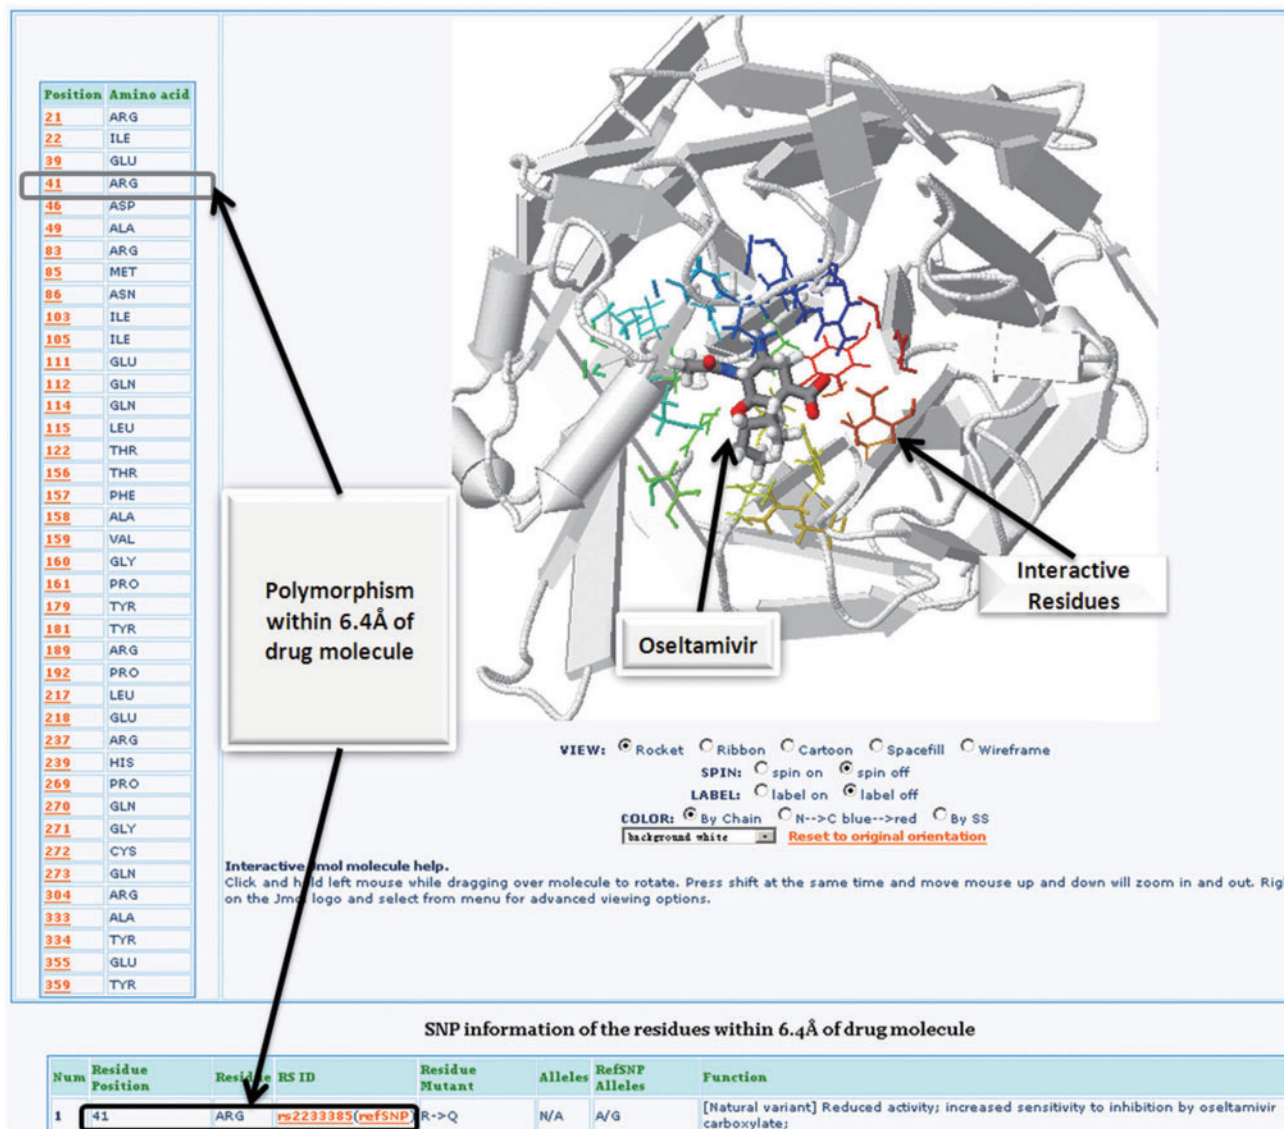 Position Amino acid
21 ARG
22 ILE
39 GLU
41 ARG
46 ASP
49 ALA
83 ARG
85 MET
86 ASN
103 ILE
105 ILE
111 GLU
112 GLN
114 GLN
115 LEU
122 THR
156 THR
157 PHE
158 ALA
159 VAL
160 GLY
161 PRO
179 TYR
181 TYR
189 ARG
192 PRO
217 LEU
218 GLU
237 ARG
239 HIS
269 PRO
270 GLN
271 GLY
272 CYS
273 GLN
304 ARG
333 ALA
334 TYR
355 GLU
359 TYR
Polymorphism
within 6.4Å of
drug molecule
Oseltamivir
Interactive
Residues
VIEW: Rocket Ribbon Cartoon Spacefill Wireframe
SPIN: spin on spin off
LABEL: label on label off
COLOR: By Chain N-->C blue-->red By SS
background white Reset to original orientation
Interactive Jmol molecule help.
Click and hold left mouse while dragging over molecule to rotate. Press shift at the same time and move mouse up and down will zoom in and out. Rig
on the Jmol logo and select from menu for advanced viewing options.
SNP information of the residues within 6.4Å of drug molecule
Num Residue Position Residue RS ID Residue Mutant Alleles RefSNP Alleles Function
1 41 ARG rs2233385(refSNP) R->Q N/A A/G [Natural variant] Reduced activity; increased sensitivity to inhibition by oseltamivir
carboxylate;